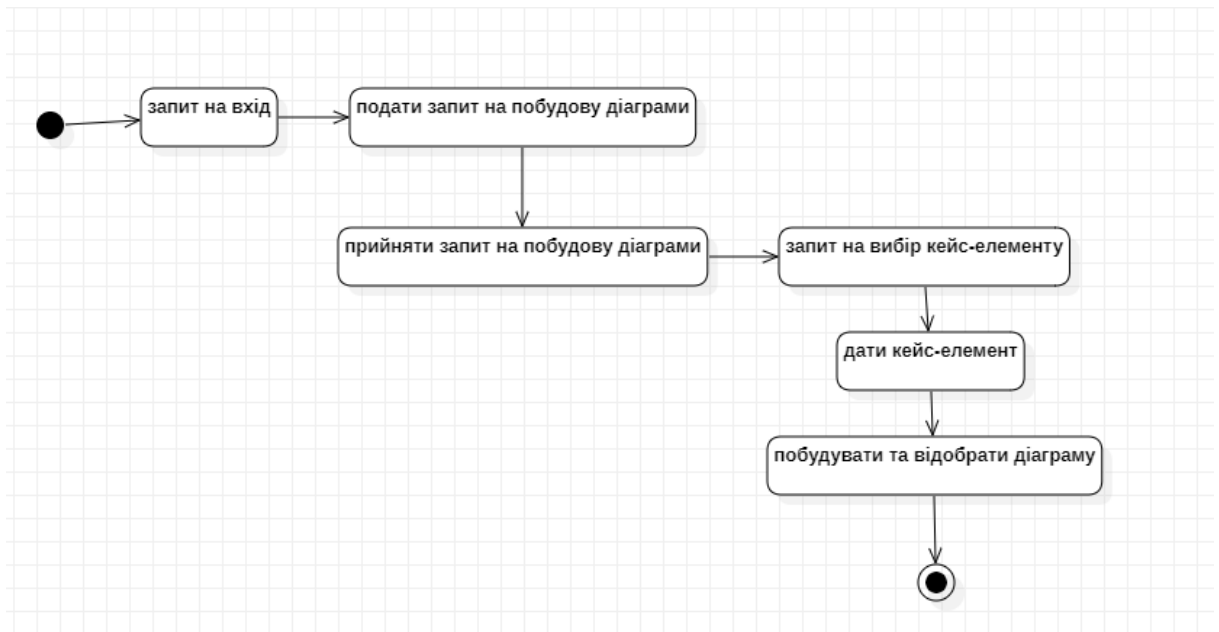 запит на вхід
подати запит на побудову діаграми
прийняти запит на побудову діаграми
запит на вибір кейс-елементу
дати кейс-елемент
побудувати та відобрати діаграму